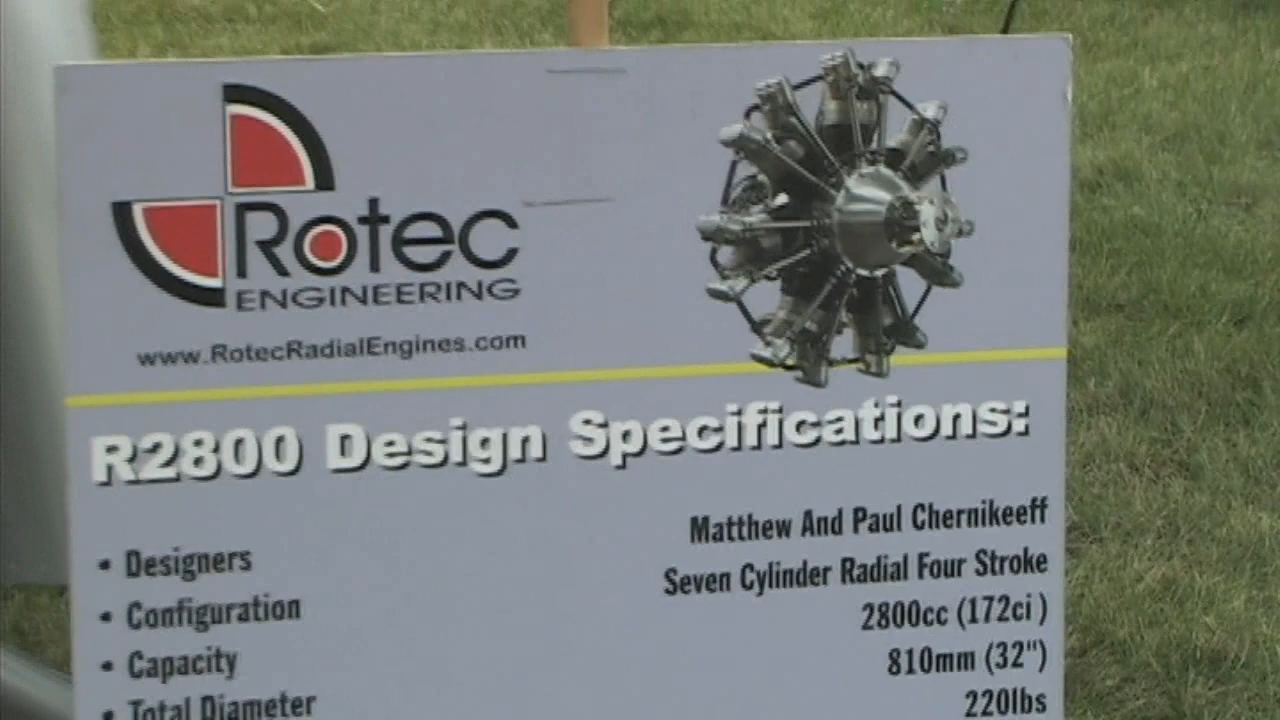 Rotec
ENGINEERING
www.RotecRadialEngines.com
R2800 Design Specifications:
• Designers Matthew And Paul Chernikeeff
• Configuration Seven Cylinder Radial Four Stroke
• Capacity 2800cc (172ci )
• Total Diameter 810mm (32")
220lbs